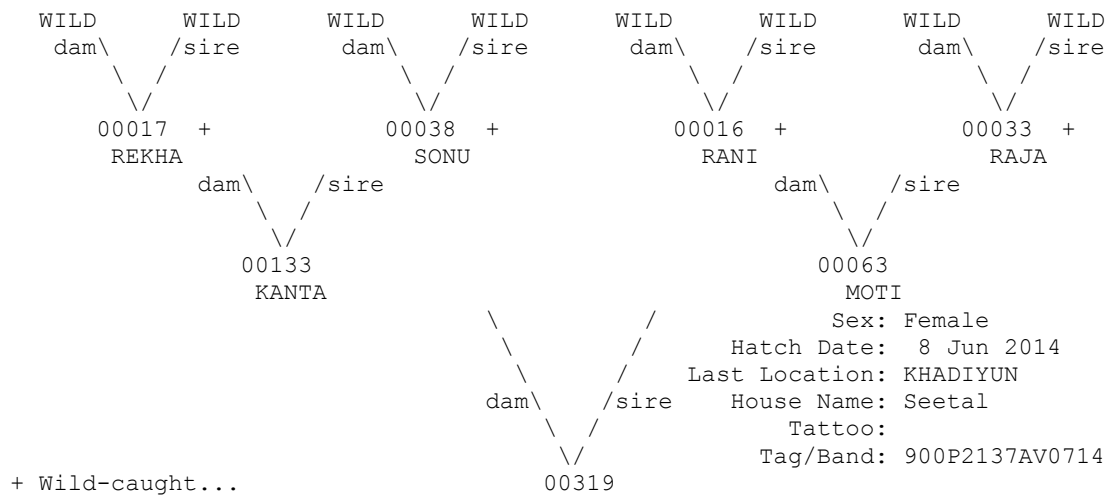 WILD WILD WILD WILD WILD WILD WILD WILD
dam\ /sire dam\ /sire dam\ /sire dam\ /sire
\ / \ / \ / \ /
\/ \/ \/ \/
00017 + 00038 + 00016 + 00033 +
REKHA SONU RANI RAJA
dam\ /sire dam\ /sire
\ / \ /
\/ \/
00133 00063
KANTA MOTI
\ / Sex: Female
\ / Hatch Date: 8 Jun 2014
\ / Last Location: KHADIYUN
dam\ /sire House Name: Seetal
\ / Tattoo:
\/ Tag/Band: 900P2137AV0714
+ Wild-caught... 00319